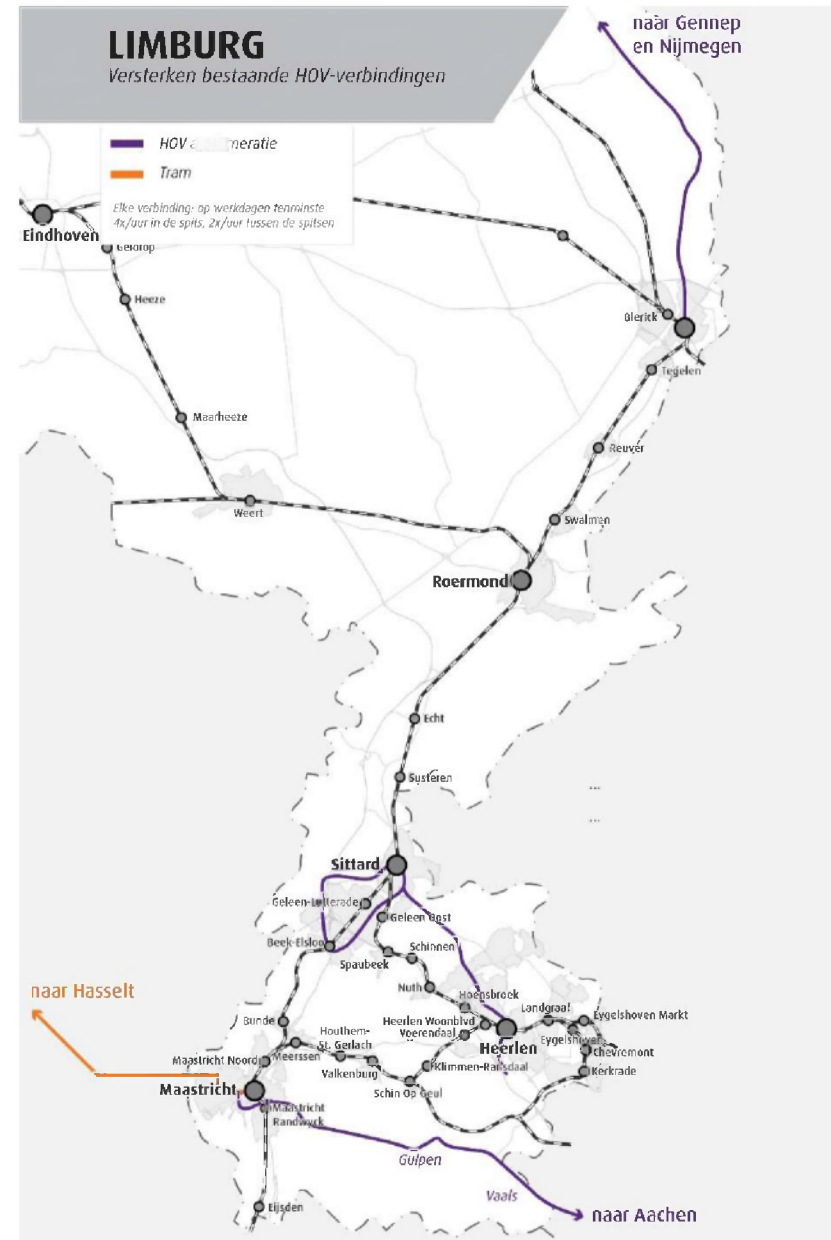 LIMBURG
Versterken bestaande HOV-verbindingen
naar Gennep
en Nijmegen
HOV
Tram
Elke verbinding: op werkdagen tenminste
4x/uur in de spits, 2x/uur tussen de spitsen
Eindhoven
Geldrop
Heeze
Blerick
Tegelen
Maarheeze
Reuver
Weert
Swalmen
Roermond
Echt
Susteren
...
...
Sittard
Geleen-Lutterade
Geleen Oost
Beek-Elsloo
Schinnen
Spaubeek
Nuth
naar Hasselt
Hoensbroek
Landgraaf
Eygelshoven Markt
Bunde
Houthem-
St. Gerlach
Heerlen Woonblvd
Voerendaal
Heerlen
Eygelshoven
Chevremont
Maastricht Noord
Meerssen
Valkenburg
Klimmen-Ransdaal
Kerkrade
Maastricht
Schin Op Geul
Maastricht
Randwyck
Gulpen
Vaals
Eijsden
naar Aachen